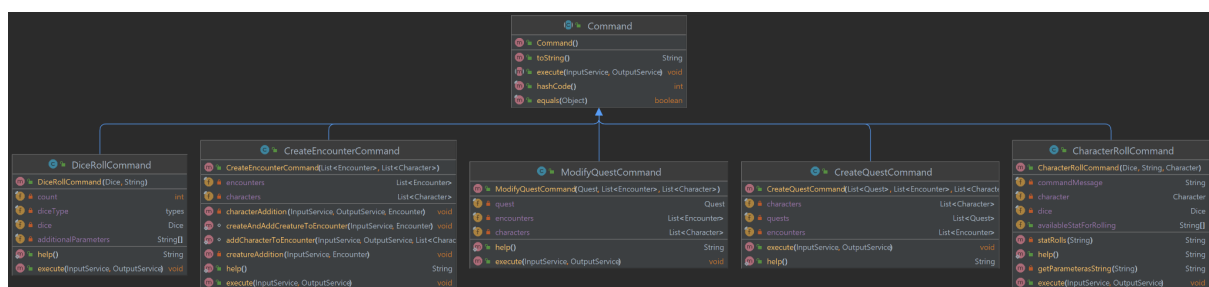 Command
Command()
toString() String
execute(InputService, OutputService) void
hashCode() int
equals(Object) boolean
DiceRollCommand
DiceRollCommand(Dice, String)
count int
diceType types
dice Dice
additionalParameters String[]
help() String
execute(InputService, OutputService) void
CreateEncounterCommand
CreateEncounterCommand(List<Encounter>, List<Character>)
encounters List<Encounter>
characters List<Character>
characterAddition(InputService, OutputService, Encounter) void
createAndAddCreatureToEncounter(InputService, Encounter) void
addCharacterToEncounter(InputService, OutputService, List<Charac
creatureAddition(InputService, Encounter) void
help() String
execute(InputService, OutputService) void
ModifyQuestCommand
ModifyQuestCommand(Quest, List<Encounter>, List<Character>)
quest Quest
encounters List<Encounter>
characters List<Character>
help() String
execute(InputService, OutputService) void
CreateQuestCommand
CreateQuestCommand(List<Quest>, List<Encounter>, List<Characte
characters List<Character>
quests List<Quest>
encounters List<Encounter>
execute(InputService, OutputService) void
help() String
CharacterRollCommand
CharacterRollCommand(Dice, String, Character)
commandMessage String
character Character
dice Dice
availableStatForRolling String[]
statRolls(String) String
help() String
getParameterasString(String) String
execute(InputService, OutputService) void